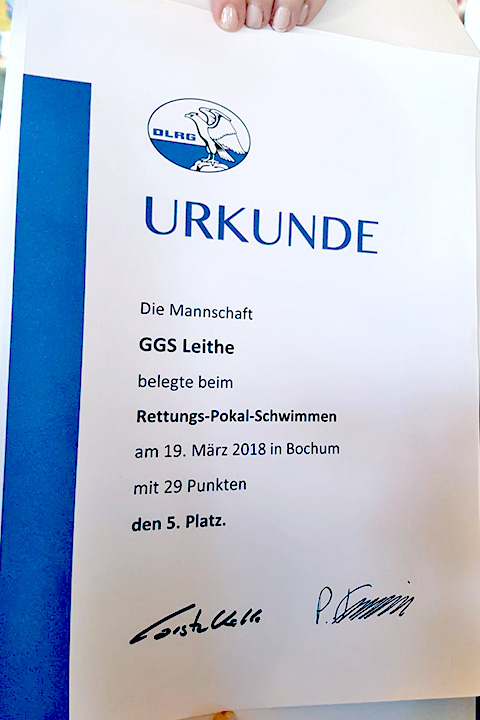 DLRG
URKUNDE
Die Mannschaft
GGS Leithe
belegte beim
Rettungs-Pokal-Schwimmen
am 19. März 2018 in Bochum
mit 29 Punkten
den 5. Platz.
P.